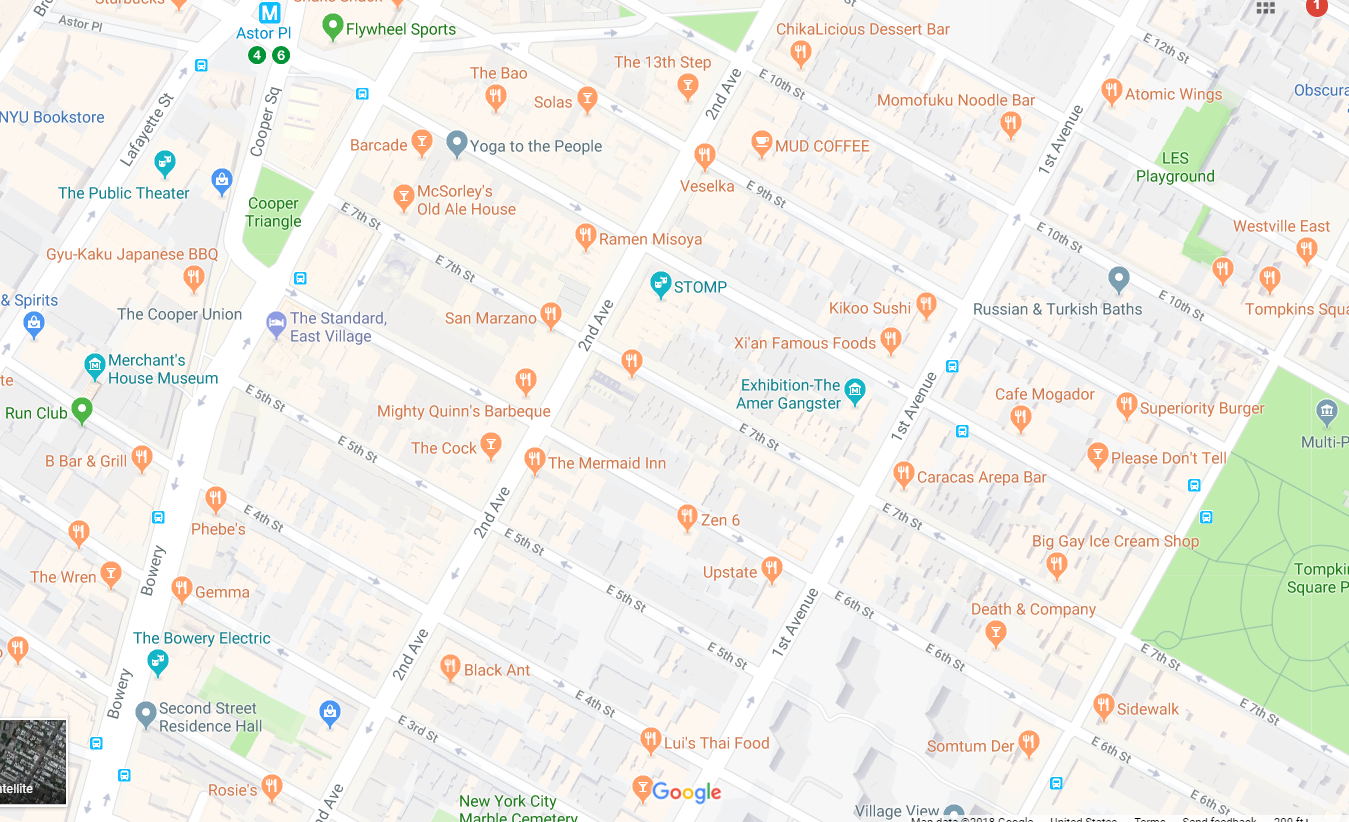 Starbucks
Shake Shack
Bro
Astor Pl
M
Astor Pl
4 6
Flywheel Sports
ChikaLicious Dessert Bar
1
E 12th St
The 13th Step
The Bao
Solas
2nd Ave
E 10th St
Momofuku Noodle Bar
Atomic Wings
Obscura
NYU Bookstore
Lafayette St
Cooper Sq
Barcade
Yoga to the People
MUD COFFEE
1st Avenue
LES
Playground
The Public Theater
Veselka
E 9th St
McSorley's
Old Ale House
Cooper
Triangle
E 7th St
Ramen Misoya
E 10th St
Westville East
Gyu-Kaku Japanese BBQ
E 7th St
STOMP
Russian & Turkish Baths
E 10th St
Tompkins Squa
& Spirits
The Cooper Union
The Standard,
East Village
San Marzano
2nd Ave
Kikoo Sushi
Xi'an Famous Foods
Merchant's
House Museum
te
Exhibition-The
Amer Gangster
1st Avenue
Cafe Mogador
Superiority Burger
Run Club
E 5th St
Mighty Quinn's Barbeque
Multi-P
E 5th St
The Cock
E 7th St
Please Don't Tell
B Bar & Grill
The Mermaid Inn
Caracas Arepa Bar
2nd Ave
Phebe's
E 4th St
E 5th St
Zen 6
E 7th St
Big Gay Ice Cream Shop
Bowery
The Wren
Gemma
Upstate
E 5th St
1st Avenue
E 6th St
Tompki
Square P
Death & Company
The Bowery Electric
2nd Ave
E 5th St
E 6th St
E 7th St
Bowery
Black Ant
Second Street
Residence Hall
E 4th St
E 3rd St
Sidewalk
E 7th St
Lui's Thai Food
Somtum Der
E 6th St
atellite
Rosie's
nd Ave
Google
E 6th St
New York City
Marble Cemetery
Village View
Map data ©2018 Google United States Terms Send feedback 200 ft